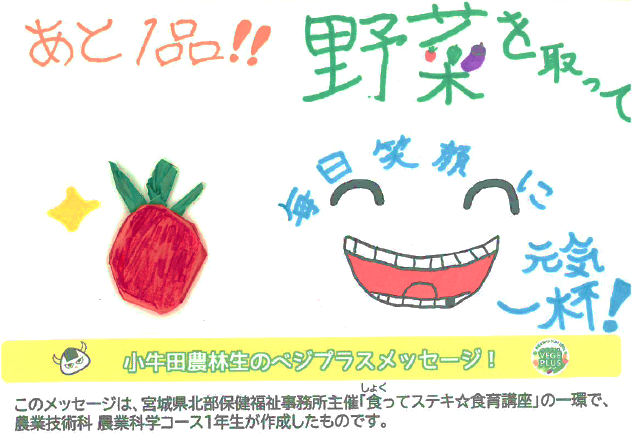 あと1品!!
野菜を取って
毎日笑顔に
元気
一杯!
小牛田農林生のベジプラスメッセージ!
VEGE
PLUS
しょく
このメッセージは、宮城県北部保健福祉事務所主催「食ってステキ☆食育講座」の一環で、
農業技術科 農業科学コース1年生が作成したものです。